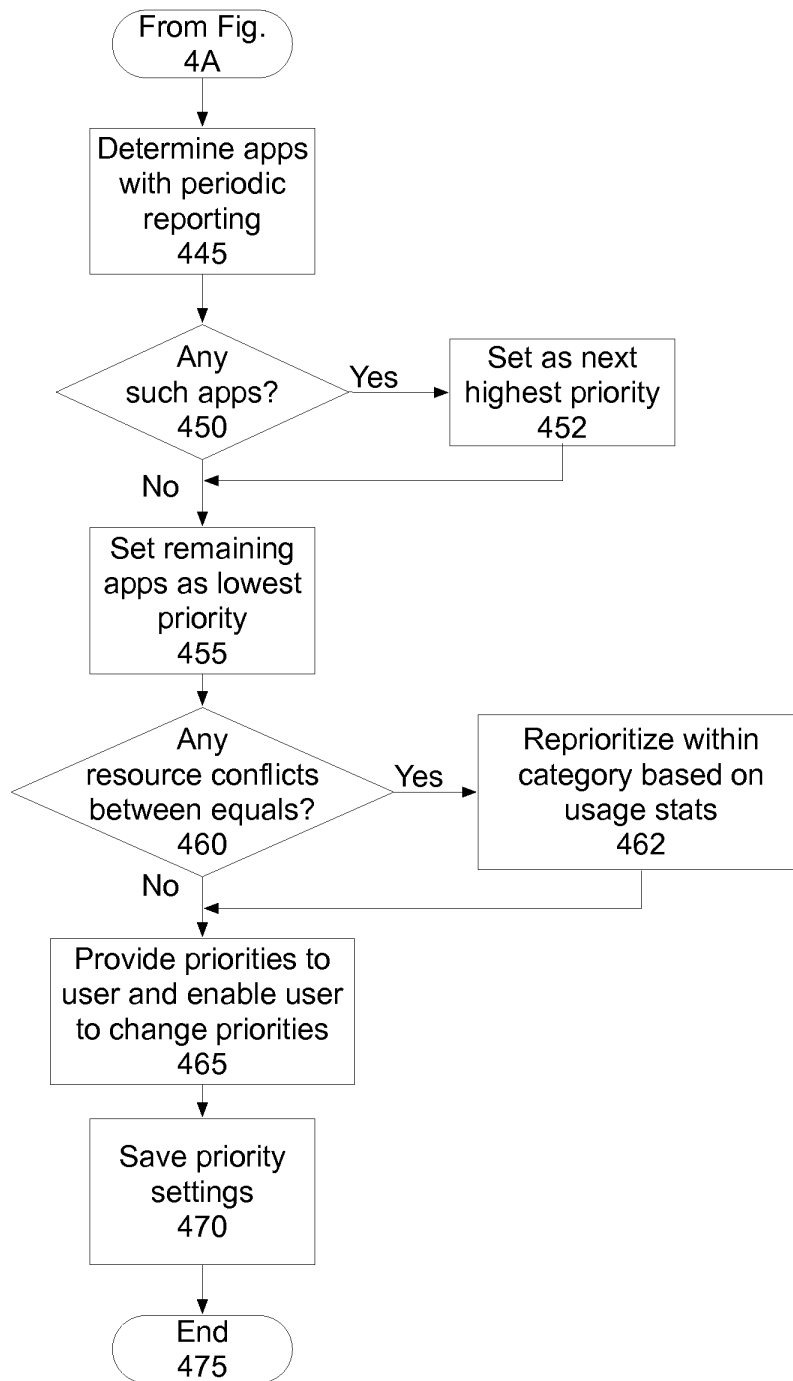 From Fig.
4A
Determine apps
with periodic
reporting
445
Any
such apps?
450
Yes
Set as next
highest priority
452
No
Set remaining
apps as lowest
priority
455
Any
resource conflicts
between equals?
460
Yes
Reprioritize within
category based on
usage stats
462
No
Provide priorities to
user and enable user
to change priorities
465
Save priority
settings
470
End
475